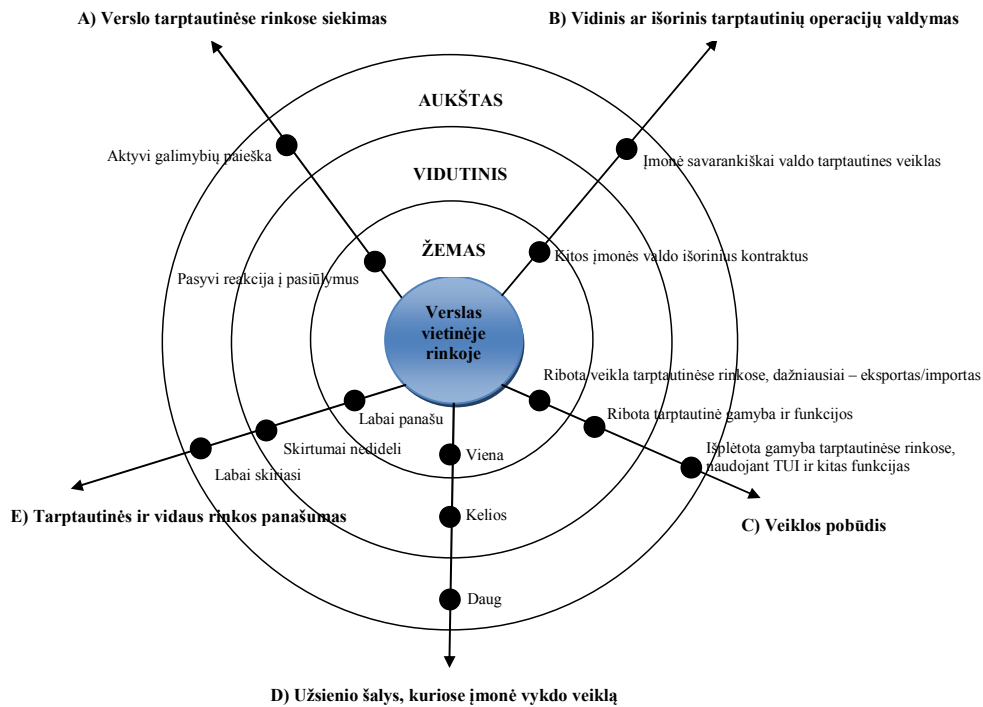 A) Verslo tarptautinėse rinkose siekimas
B) Vidinis ar išorinis tarptautinių operacijų valdymas
AUKŠTAS
Aktyvi galimybių paieška
Įmonė savarankiškai valdo tarptautines veiklas
VIDUTINIS
ŽEMAS
Kitos įmonės valdo išorinius kontraktus
Pasyvi reakcija į pasiūlymus
Verslas
vietinėje
rinkoje
Ribota veikla tarptautinėse rinkose, dažniausiai – eksportas/importas
Labai panašu
Ribota tarptautinė gamyba ir funkcijos
Skirtumai nedideli
Viena
Išplėtota gamyba tarptautinėse rinkose,
naudojant TUI ir kitas funkcijas
Labai skiriasi
E) Tarptautinės ir vidaus rinkos panašumas
Kelios
C) Veiklos pobūdis
Daug
D) Užsienio šalys, kuriose įmonė vykdo veiklą